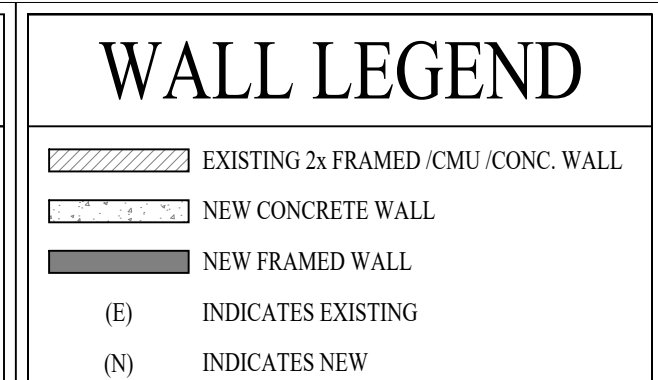 WALL LEGEND
EXISTING 2x FRAMED /CMU /CONC. WALL
NEW CONCRETE WALL
NEW FRAMED WALL
(E) INDICATES EXISTING
(N) INDICATES NEW